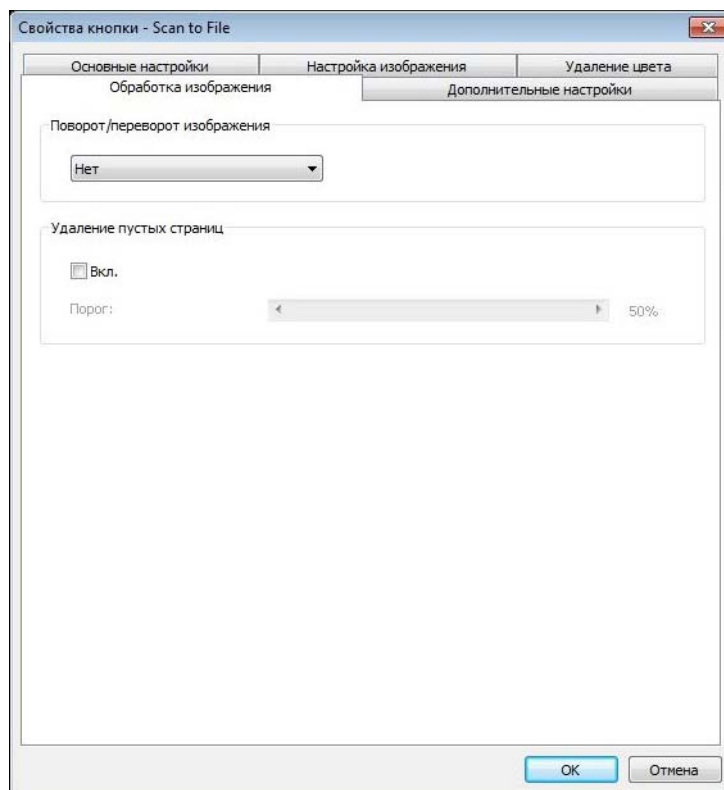 Свойства кнопки - Scan to File
Основные настройки
Настройка изображения
Удаление цвета
Обработка изображения
Дополнительные настройки
Поворот/переворот изображения
Нет
Удаление пустых страниц
Вкл.
Порог:
50%
OK
Отмена